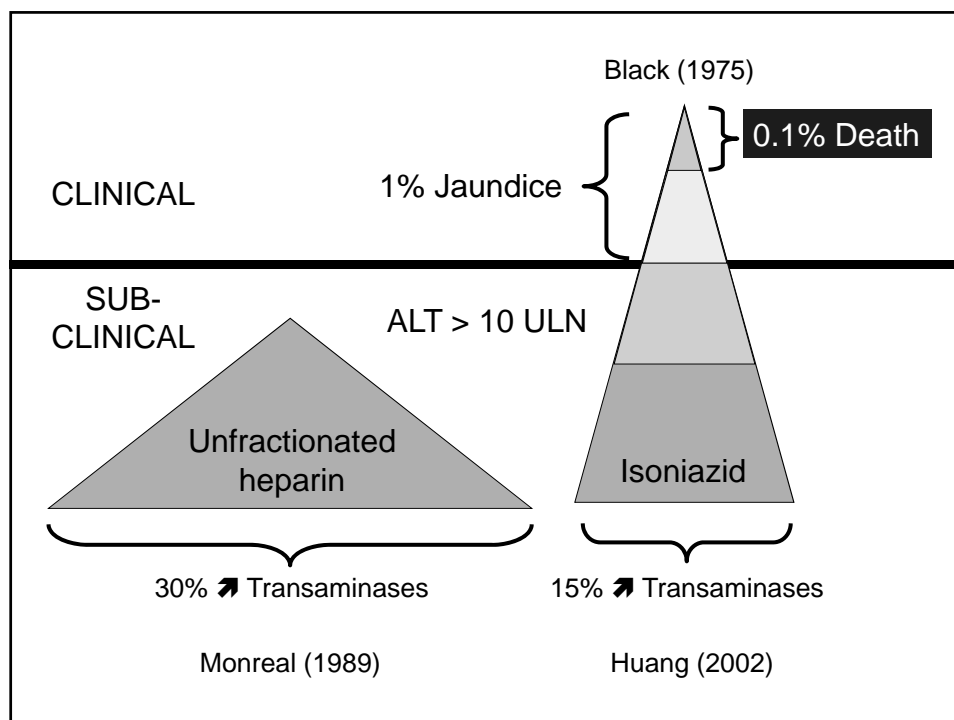 Black (1975)
0.1% Death
1% Jaundice
CLINICAL
SUB-
CLINICAL
ALT > 10 ULN
Unfractionated
heparin
Isoniazid
30% ↗ Transaminases
15% ↗ Transaminases
Monreal (1989)
Huang (2002)